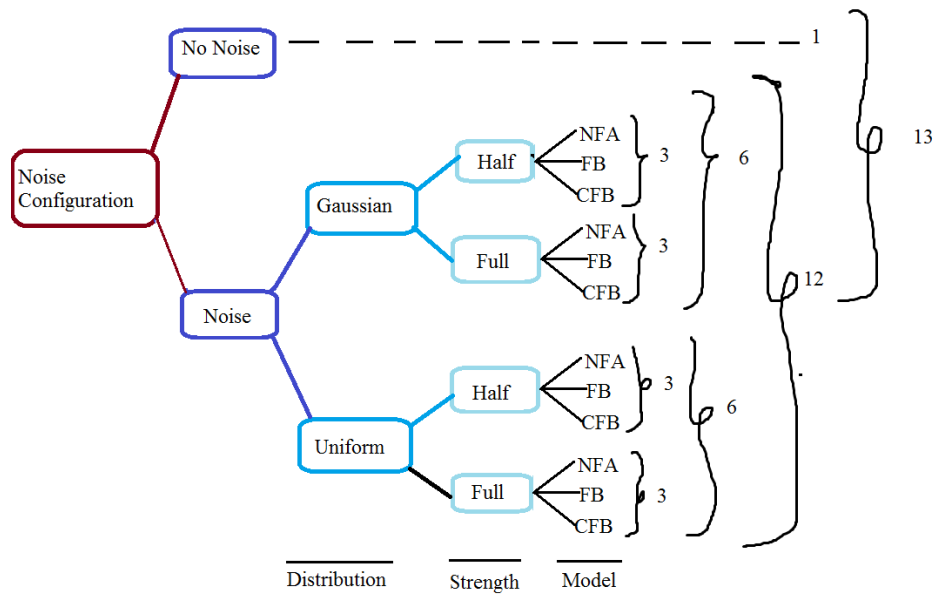 No Noise
1
13
Noise
Configuration
Gaussian
Half
NFA
FB
CFB
3
6
Full
NFA
FB
CFB
3
Noise
12
Uniform
Half
NFA
FB
CFB
3
6
Full
NFA
FB
CFB
3
Distribution
Strength
Model